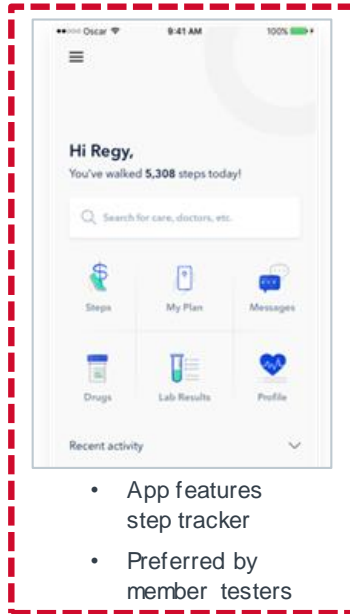 Oscar 9:41 AM 100%
Hi Regy,
You've walked 5,308 steps today!
Search for care, doctors, etc.
Steps My Plan Messages
Drugs Lab Results Profile
Recent activity
• App features
step tracker
• Preferred by
member testers